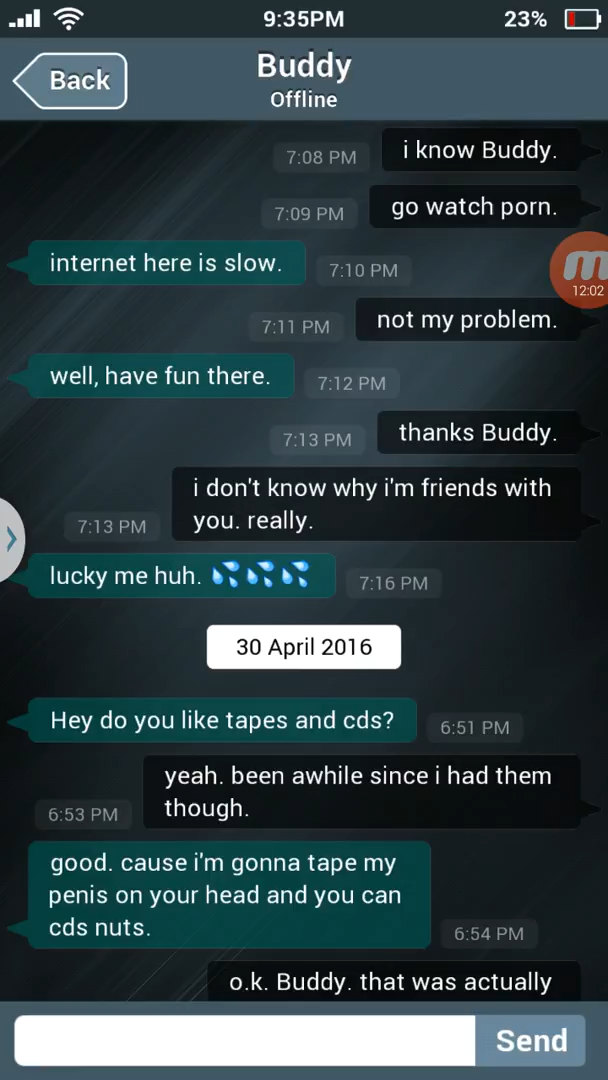 9:35PM
23%
Back
Buddy
Offline
i know Buddy.
7:08 PM
go watch porn.
7:09 PM
internet here is slow.
7:10 PM
12:02
not my problem.
7:11 PM
well, have fun there.
7:12 PM
thanks Buddy.
7:13 PM
i don't know why i'm friends with
you. really.
7:13 PM
lucky me huh. 💦💦💦
7:16 PM
30 April 2016
Hey do you like tapes and cds?
6:51 PM
yeah. been awhile since i had them
though.
6:53 PM
good. cause i'm gonna tape my
penis on your head and you can
cds nuts.
6:54 PM
o.k. Buddy. that was actually
Send